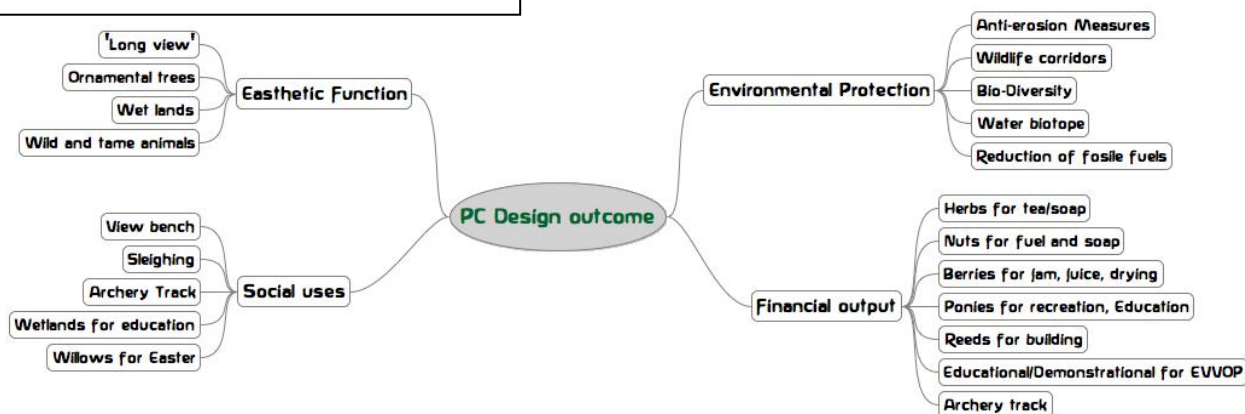 'Long view'
Ornamental trees
Wet lands
Wild and tame animals
Easthetic Function
View bench
Sleighing
Archery Track
Wetlands for education
Willows for Easter
Social uses
PC Design outcome
Environmental Protection
Anti-erosion Measures
Wildlife corridors
Bio-Diversity
Water biotope
Reduction of fosile fuels
Financial output
Herbs for tea/soap
Nuts for fuel and soap
Berries for jam, juice, drying
Ponies for recreation, Education
Reeds for building
Educational/Demonstrational for EVVOP
Archery track